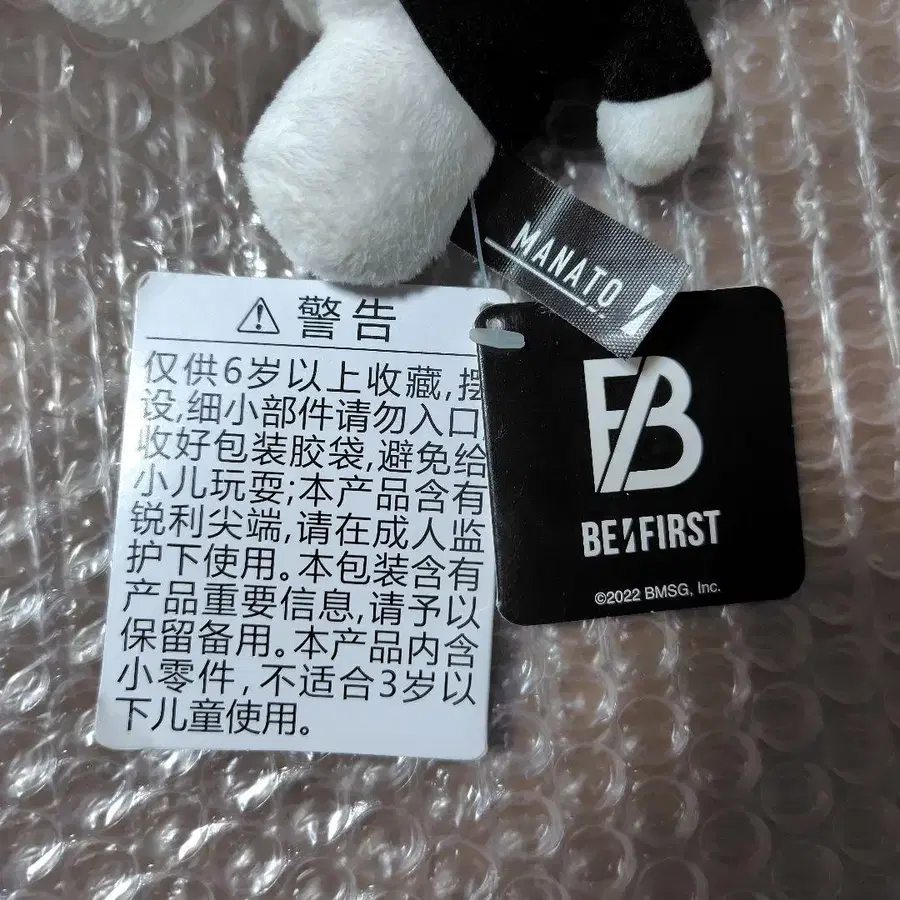 MANATO
警告
仅供6岁以上收藏,摆
设,细小部件请勿入口
收好包装胶袋,避免给
小儿玩耍;本产品含有
锐利尖端,请在成人监
护下使用。本包装含有
产品重要信息,请予以
保留备用。本产品内含
小零件,不适合3岁以
下儿童使用。
BE:FIRST
©2022 BMSG, Inc.